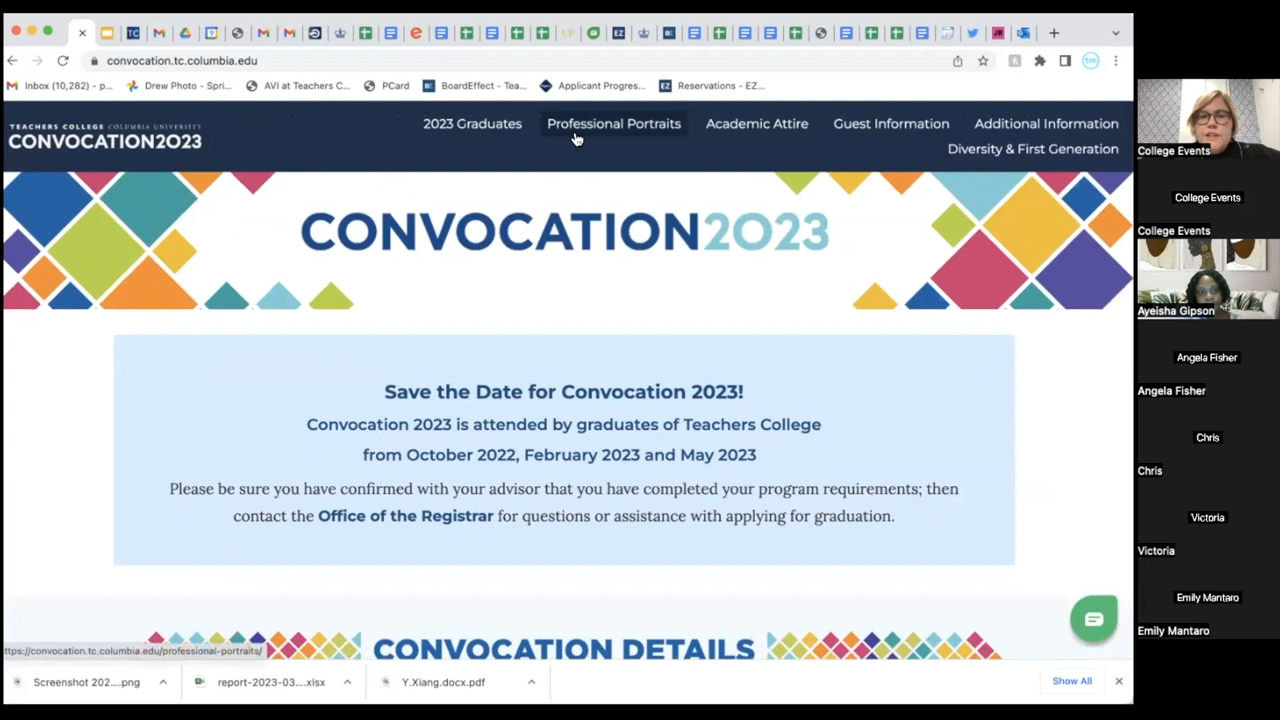 convocation.tc.columbia.edu
tm
Inbox (10,282) - p...
Drew Photo - Spri...
AVI at Teachers C...
PCard
BoardEffect - Tea...
Applicant Progres...
EZ
Reservations - EZ...
TEACHERS COLLEGE COLUMBIA UNIVERSITY
CONVOCATION2023
2023 Graduates
Professional Portraits
Academic Attire
Guest Information
Additional Information
Diversity & First Generation
CONVOCATION2023
Save the Date for Convocation 2023!
Convocation 2023 is attended by graduates of Teachers College
from October 2022, February 2023 and May 2023
Please be sure you have confirmed with your advisor that you have completed your program requirements; then
contact the Office of the Registrar for questions or assistance with applying for graduation.
CONVOCATION DETAILS
ttps://convocation.tc.columbia.edu/professional-portraits/
Screenshot 202....png
report-2023-03....xlsx
Y.Xiang.docx.pdf
Show All
College Events
College Events
College Events
Ayeisha Gipson
Angela Fisher
Angela Fisher
Chris
Chris
Victoria
Victoria
Emily Mantaro
Emily Mantaro